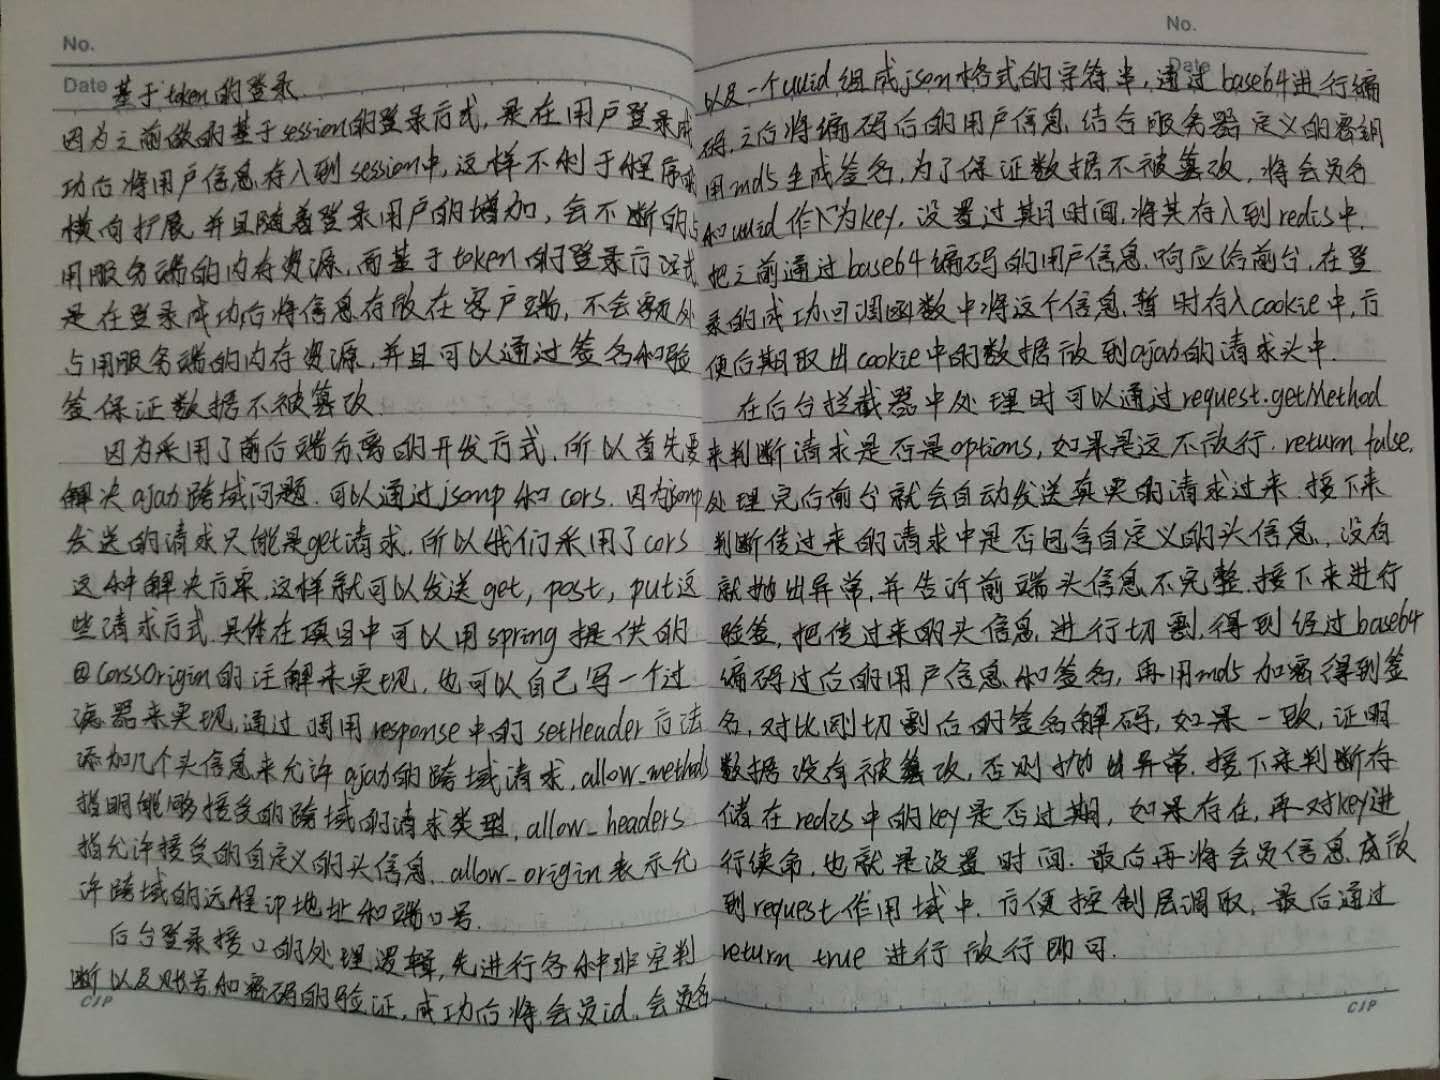 No.
Date 基于token的登录
因为之前做的基于session的登录方式,是在用户登录成
功后将用户信息存入到session中,这样不利于程序的
横向扩展,并且随着登录用户的增加,会不断的占
用服务端的内存资源,而基于token的登录方式
是在登录成功后将信息存放在客户端,不会额外
占用服务端的内存资源,并且可以通过签名和验
签保证数据不被篡改.
因为采用了前后端分离的开发方式,所以首先要
解决ajax跨域问题.可以通过jsonp和cors.因为jsonp
发送的请求只能是get请求.所以我们采用了cors
这种解决方案,这样就可以发送get, post, put这
些请求方式.具体在项目中可以用spring提供的
@CorssOrigin的注解来实现,也可以自己写一个过
滤器来实现,通过调用response中的setHeader方法
添加几个头信息来允许ajax的跨域请求,allow_methods
指明能够接受的跨域的请求类型,allow_headers
指允许接受的自定义的头信息.allow_origin表示允
许跨域的远程ip地址和端口号.
后台登录接口的处理逻辑,先进行各种非空判
断以及账号和密码的验证,成功后将会员id,会员名
CJP
No.
Date
以及一个uuid组成json格式的字符串,通过base64进行编
码,之后将编码后的用户信息,结合服务器定义的密钥
用md5生成签名,为了保证数据不被篡改,将会员名
和uuid作为key,设置过期时间,将其存入到redis中.
把之前通过base64编码的用户信息,响应给前台,在登
录的成功回调函数中将这个信息,暂时存入cookie中,方
便后期取出cookie中的数据放到ajax的请求头中.
在后台拦截器中处理时可以通过request.getMethod
来判断请求是否是options,如果是这不放行.return false.
处理完后前台就会自动发送真实的请求过来.接下来
判断传过来的请求中是否包含自定义的头信息,没有
就抛出异常,并告诉前端头信息不完整.接下来进行
验签,把传过来的头信息,进行切割,得到经过base64
编码过后的用户信息和签名,再用md5加密得到签
名,对比刚切割后的签名解码,如果一致,证明
数据没有被篡改,否则抛出异常.接下来判断存
储在redis中的key是否过期,如果存在,再对key进
行续命.也就是设置时间.最后再将会员信息存放
到request作用域中.方便控制层调取,最后通过
return true进行放行即可.
CJP